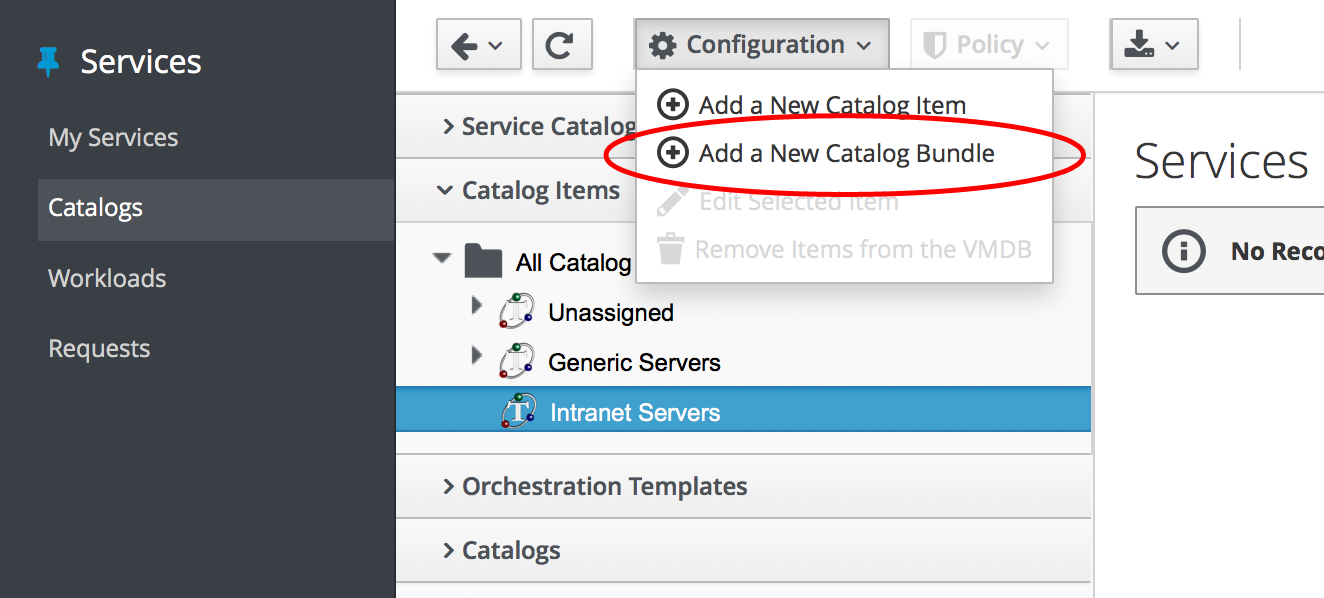 Services
My Services
Catalogs
Workloads
Requests
Configuration
Policy
Add a New Catalog Item
Add a New Catalog Bundle
Edit Selected Item
Remove Items from the VMDB
Service Catalog
Catalog Items
All Catalog
Unassigned
Generic Servers
Intranet Servers
Orchestration Templates
Catalogs
Services
No Reco